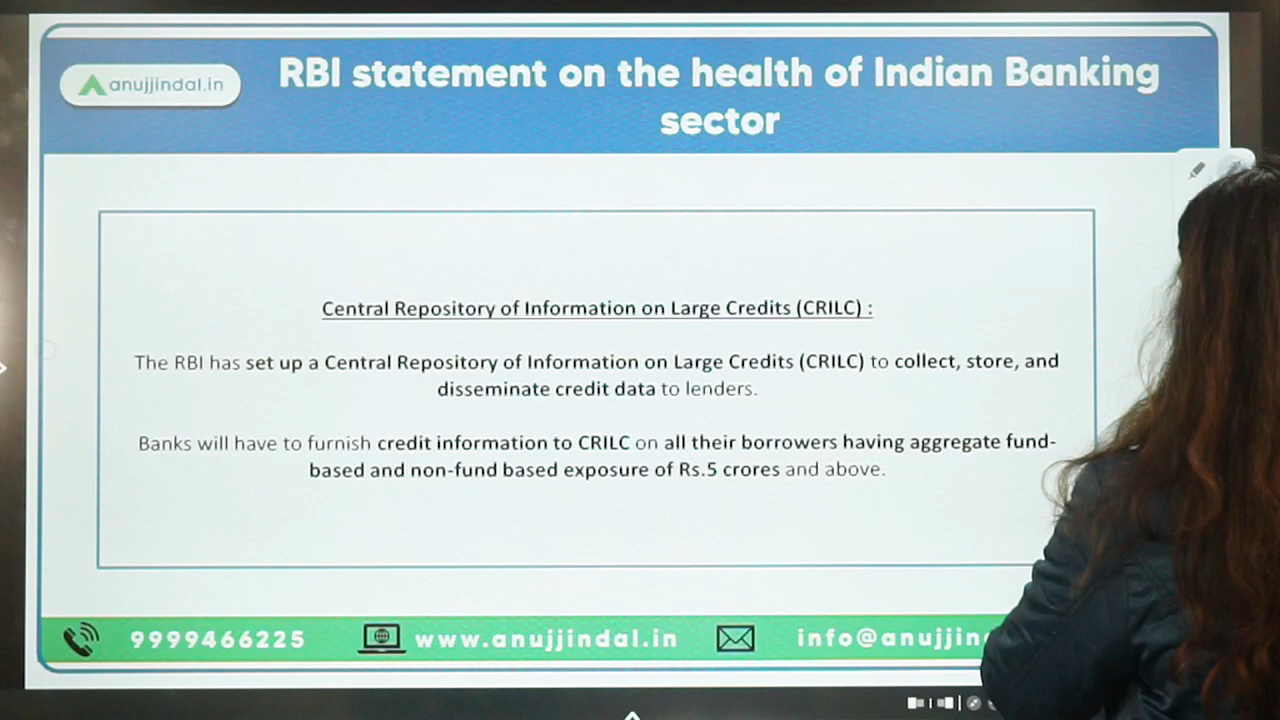 anujjindal.in
RBI statement on the health of Indian Banking
sector
Central Repository of Information on Large Credits (CRILC) :
The RBI has set up a Central Repository of Information on Large Credits (CRILC) to collect, store, and
disseminate credit data to lenders.
Banks will have to furnish credit information to CRILC on all their borrowers having aggregate fund-
based and non-fund based exposure of Rs.5 crores and above.
9999466225 www.anujjindal.in info@anujjin